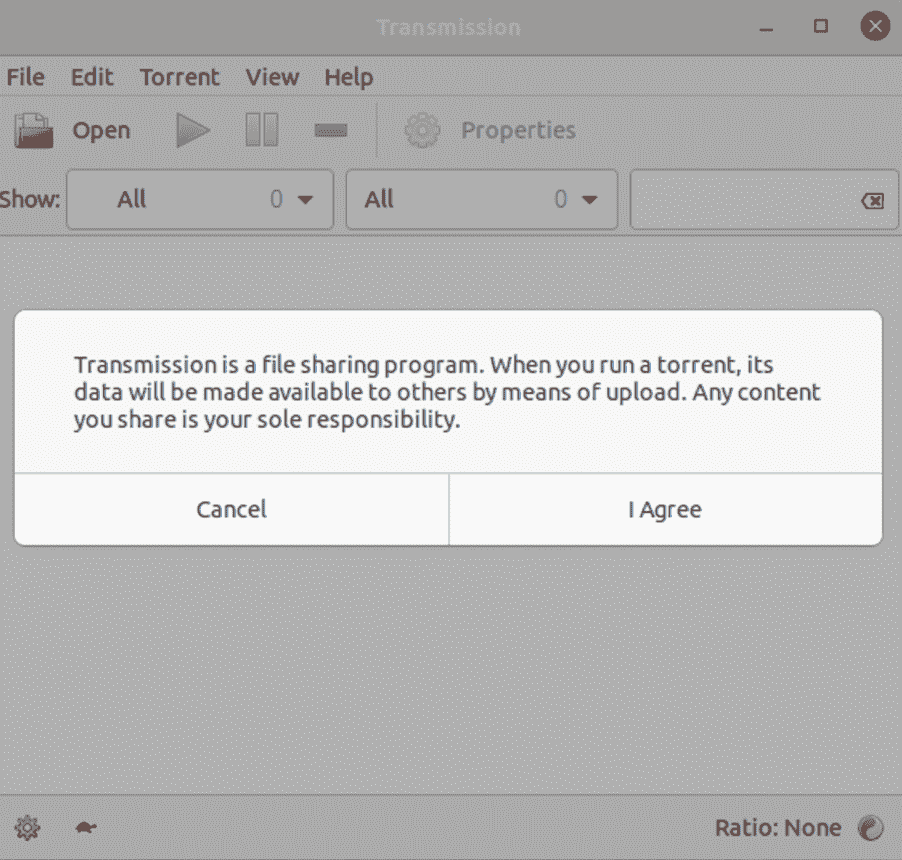 Transmission
File Edit Torrent View Help
Open Properties
Show: All 0 All 0
Transmission is a file sharing program. When you run a torrent, its
data will be made available to others by means of upload. Any content
you share is your sole responsibility.
Cancel I Agree
Ratio: None